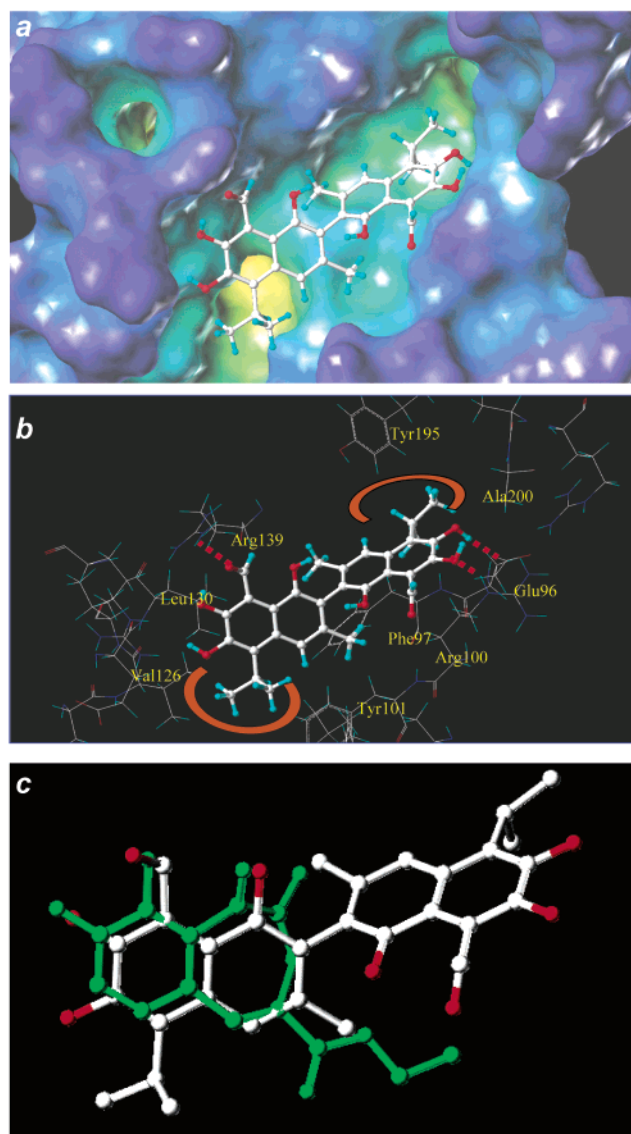 a
b
Tyr195
Ala200
Arg139
Leu130
Glu96
Phe97
Arg100
Val126
Tyr101
c